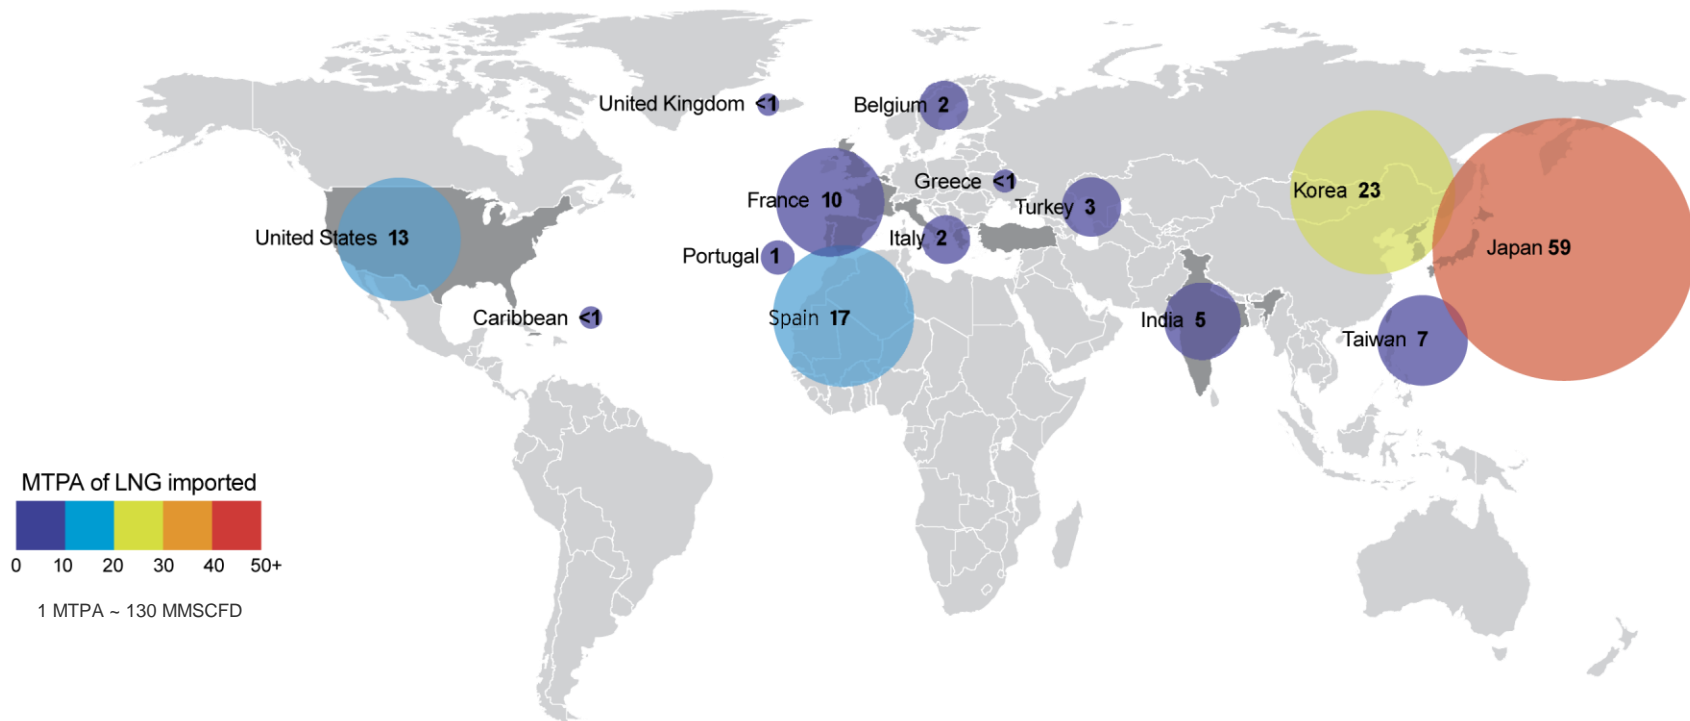 United Kingdom <1
Belgium 2
Greece <1
France 10
Turkey 3
Korea 23
United States 13
Italy 2
Japan 59
Portugal 1
Caribbean <1
Spain 17
India 5
Taiwan 7
MTPA of LNG imported
0 10 20 30 40 50+
1 MTPA ~ 130 MMSCFD